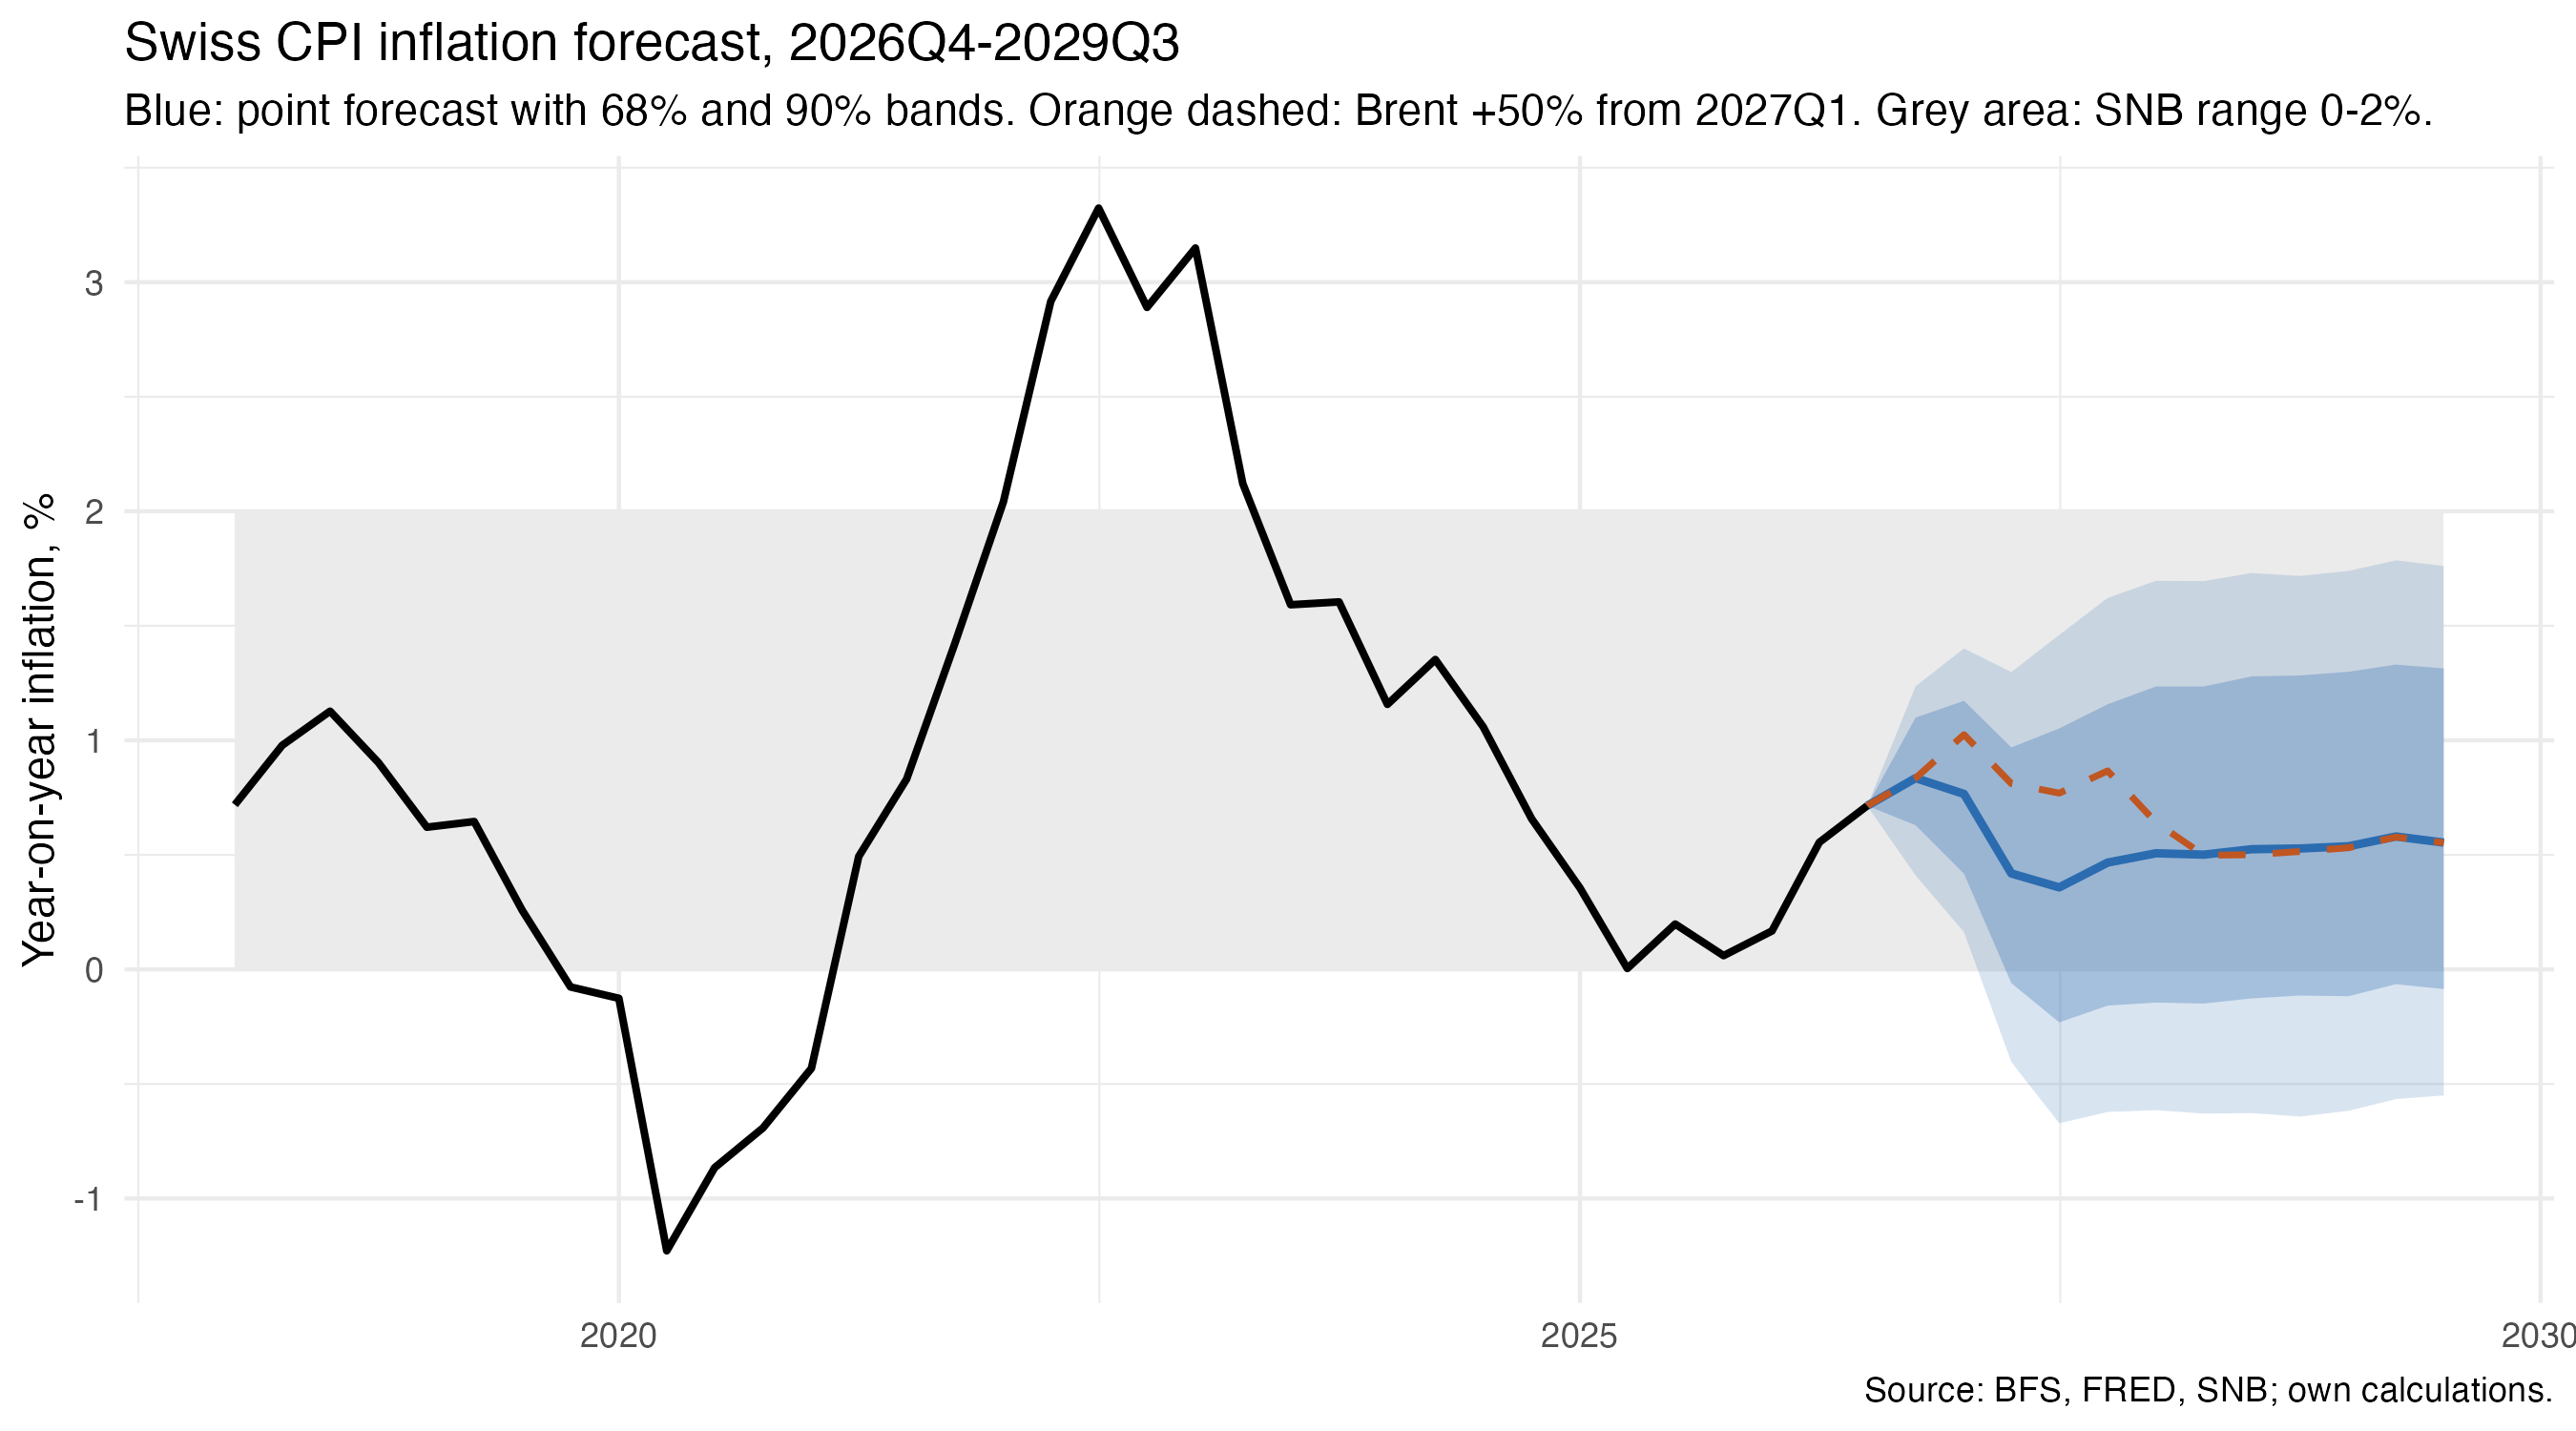 Swiss CPI inflation forecast, 2026Q4-2029Q3
Blue: point forecast with 68% and 90% bands. Orange dashed: Brent +50% from 2027Q1. Grey area: SNB range 0-2%.
Year-on-year inflation, %
3
2
1
0
-1
2020
2025
2030
Source: BFS, FRED, SNB; own calculations.